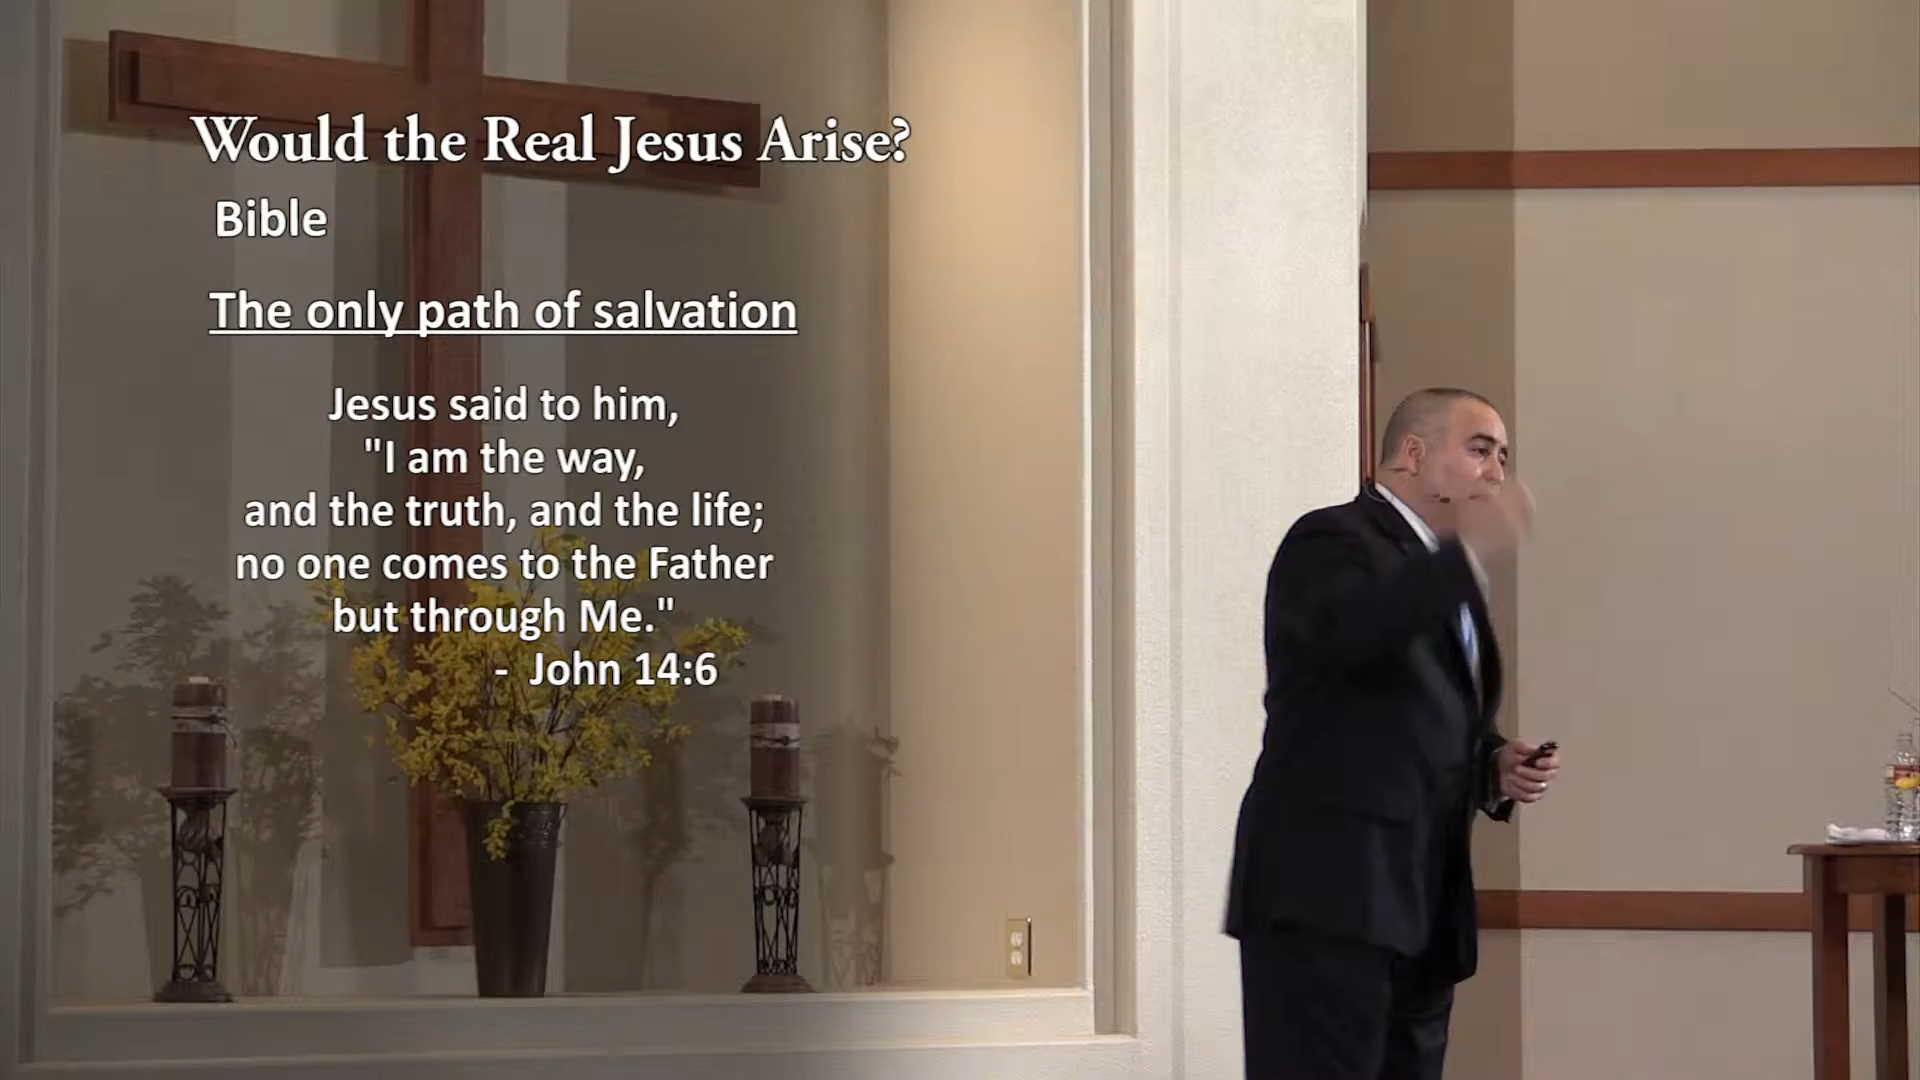 Would the Real Jesus Arise?
Bible
The only path of salvation
Jesus said to him,
"I am the way,
and the truth, and the life;
no one comes to the Father
but through Me."
- John 14:6